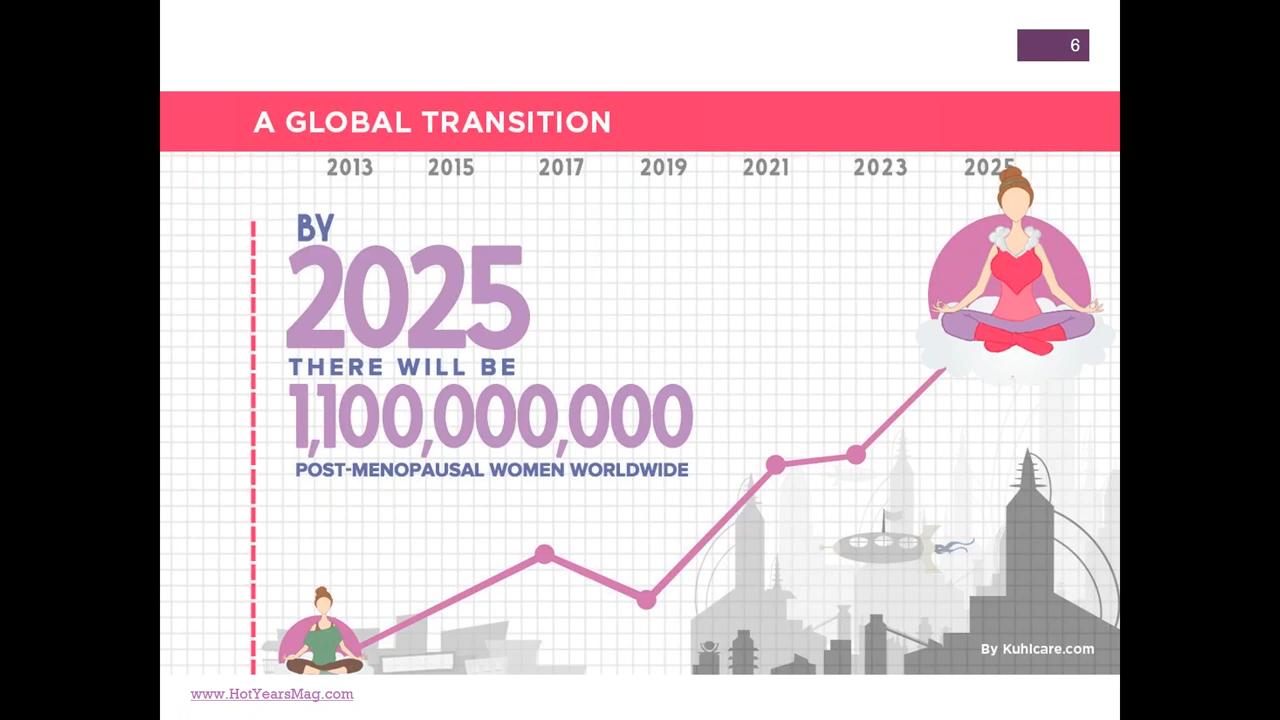 6
A GLOBAL TRANSITION
2013 2015 2017 2019 2021 2023 2025
BY
2025
THERE WILL BE
1,100,000,000
POST-MENOPAUSAL WOMEN WORLDWIDE
By Kuhlcare.com
www.HotYearsMag.com